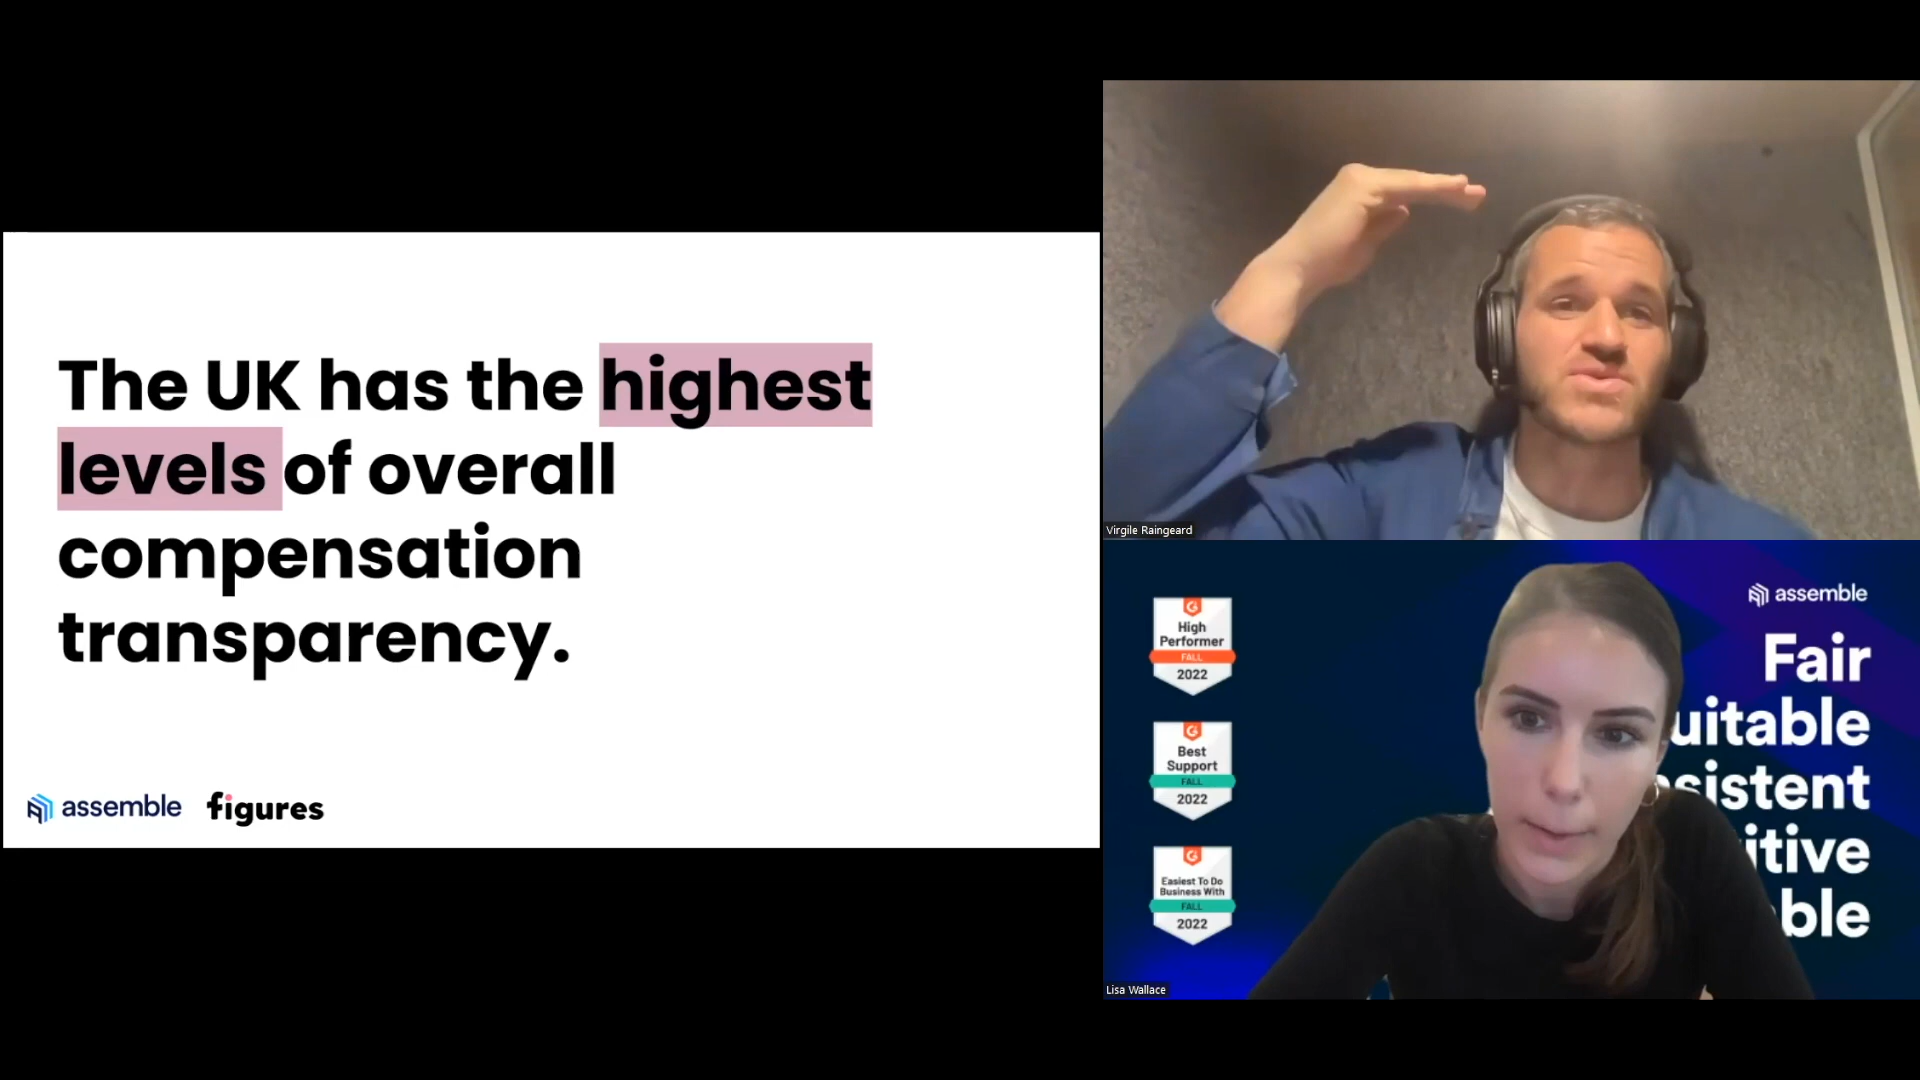 The UK has the highest
levels of overall
compensation
transparency.
assemble figures
Virgile Raingeard
High
Performer
FALL
2022
Best
Support
FALL
2022
Easiest To Do
Business With
FALL
2022
assemble
Fair
uitable
sistent
itive
ble
Lisa Wallace